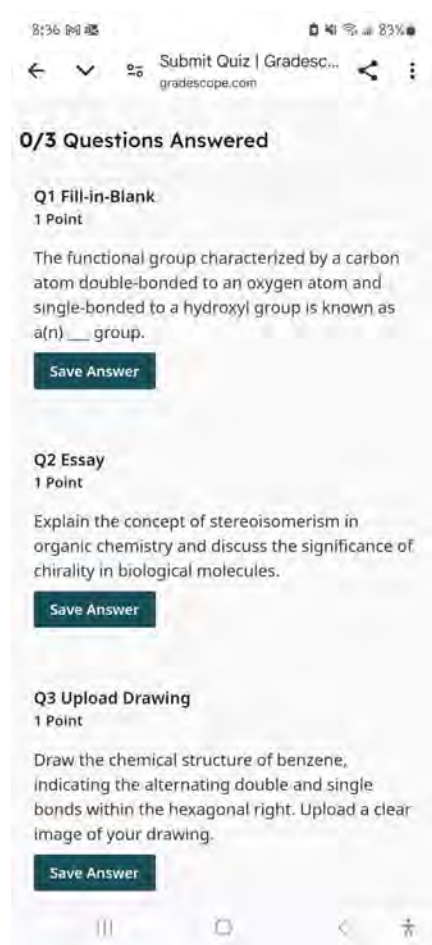 8:36 83%
Submit Quiz | Gradesc...
gradescope.com
0/3 Questions Answered
Q1 Fill-in-Blank
1 Point
The functional group characterized by a carbon
atom double-bonded to an oxygen atom and
single-bonded to a hydroxyl group is known as
a(n) ___ group.
Save Answer
Q2 Essay
1 Point
Explain the concept of stereoisomerism in
organic chemistry and discuss the significance of
chirality in biological molecules.
Save Answer
Q3 Upload Drawing
1 Point
Draw the chemical structure of benzene,
indicating the alternating double and single
bonds within the hexagonal right. Upload a clear
image of your drawing.
Save Answer